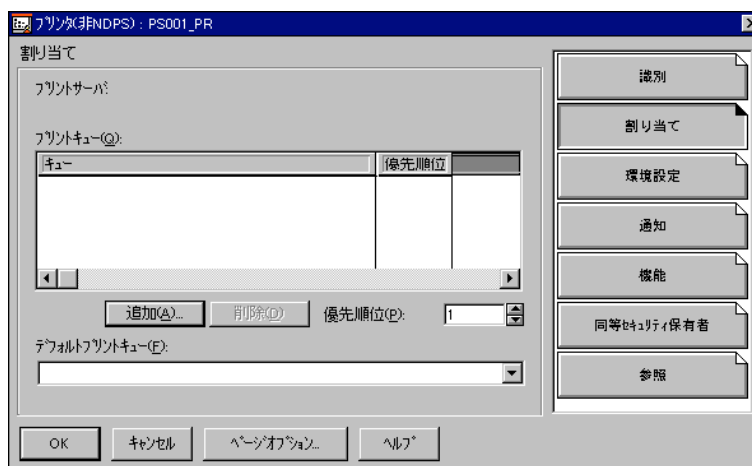 ﾌﾟﾘﾝﾀ(非NDPS) : PS001_PR
割り当て
ﾌﾟﾘﾝﾄｻｰﾊﾞ:
ﾌﾟﾘﾝﾄｷｭｰ(Q):
ｷｭｰ
優先順位
追加(A)...
削除(D)
優先順位(P):
1
ﾃﾞﾌｫﾙﾄﾌﾟﾘﾝﾄｷｭｰ(F):
OK
ｷｬﾝｾﾙ
ﾍﾟｰｼﾞｵﾌﾟｼｮﾝ...
ﾍﾙﾌﾟ
識別
割り当て
環境設定
通知
機能
同等ｾｷｭﾘﾃｨ保有者
参照